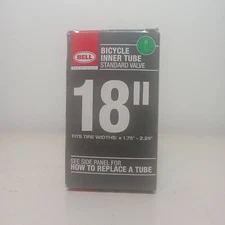 BELL
BICYCLE
INNER TUBE
STANDARD VALVE
18"
FITS TIRE WIDTHS: x 1.75" - 2.25"
SEE SIDE PANEL FOR
HOW TO REPLACE A TUBE